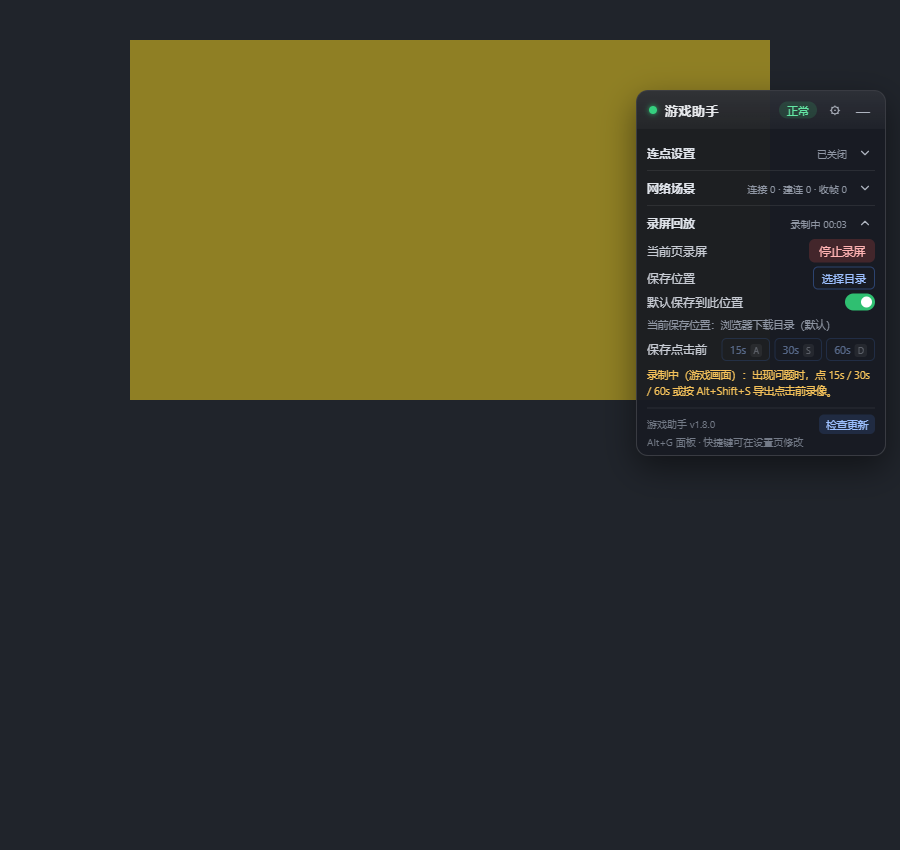 游戏助手 正常
连点设置 已关闭
网络场景 连接 0 · 建连 0 · 收帧 0
录屏回放 录制中 00:03
当前页录屏 停止录屏
保存位置 选择目录
默认保存到此位置
当前保存位置：浏览器下载目录（默认）
保存点击前 15s A 30s S 60s D
录制中（游戏画面）：出现问题时，点 15s / 30s
/ 60s 或按 Alt+Shift+S 导出点击前录像。
游戏助手 v1.8.0 检查更新
Alt+G 面板 · 快捷键可在设置页修改